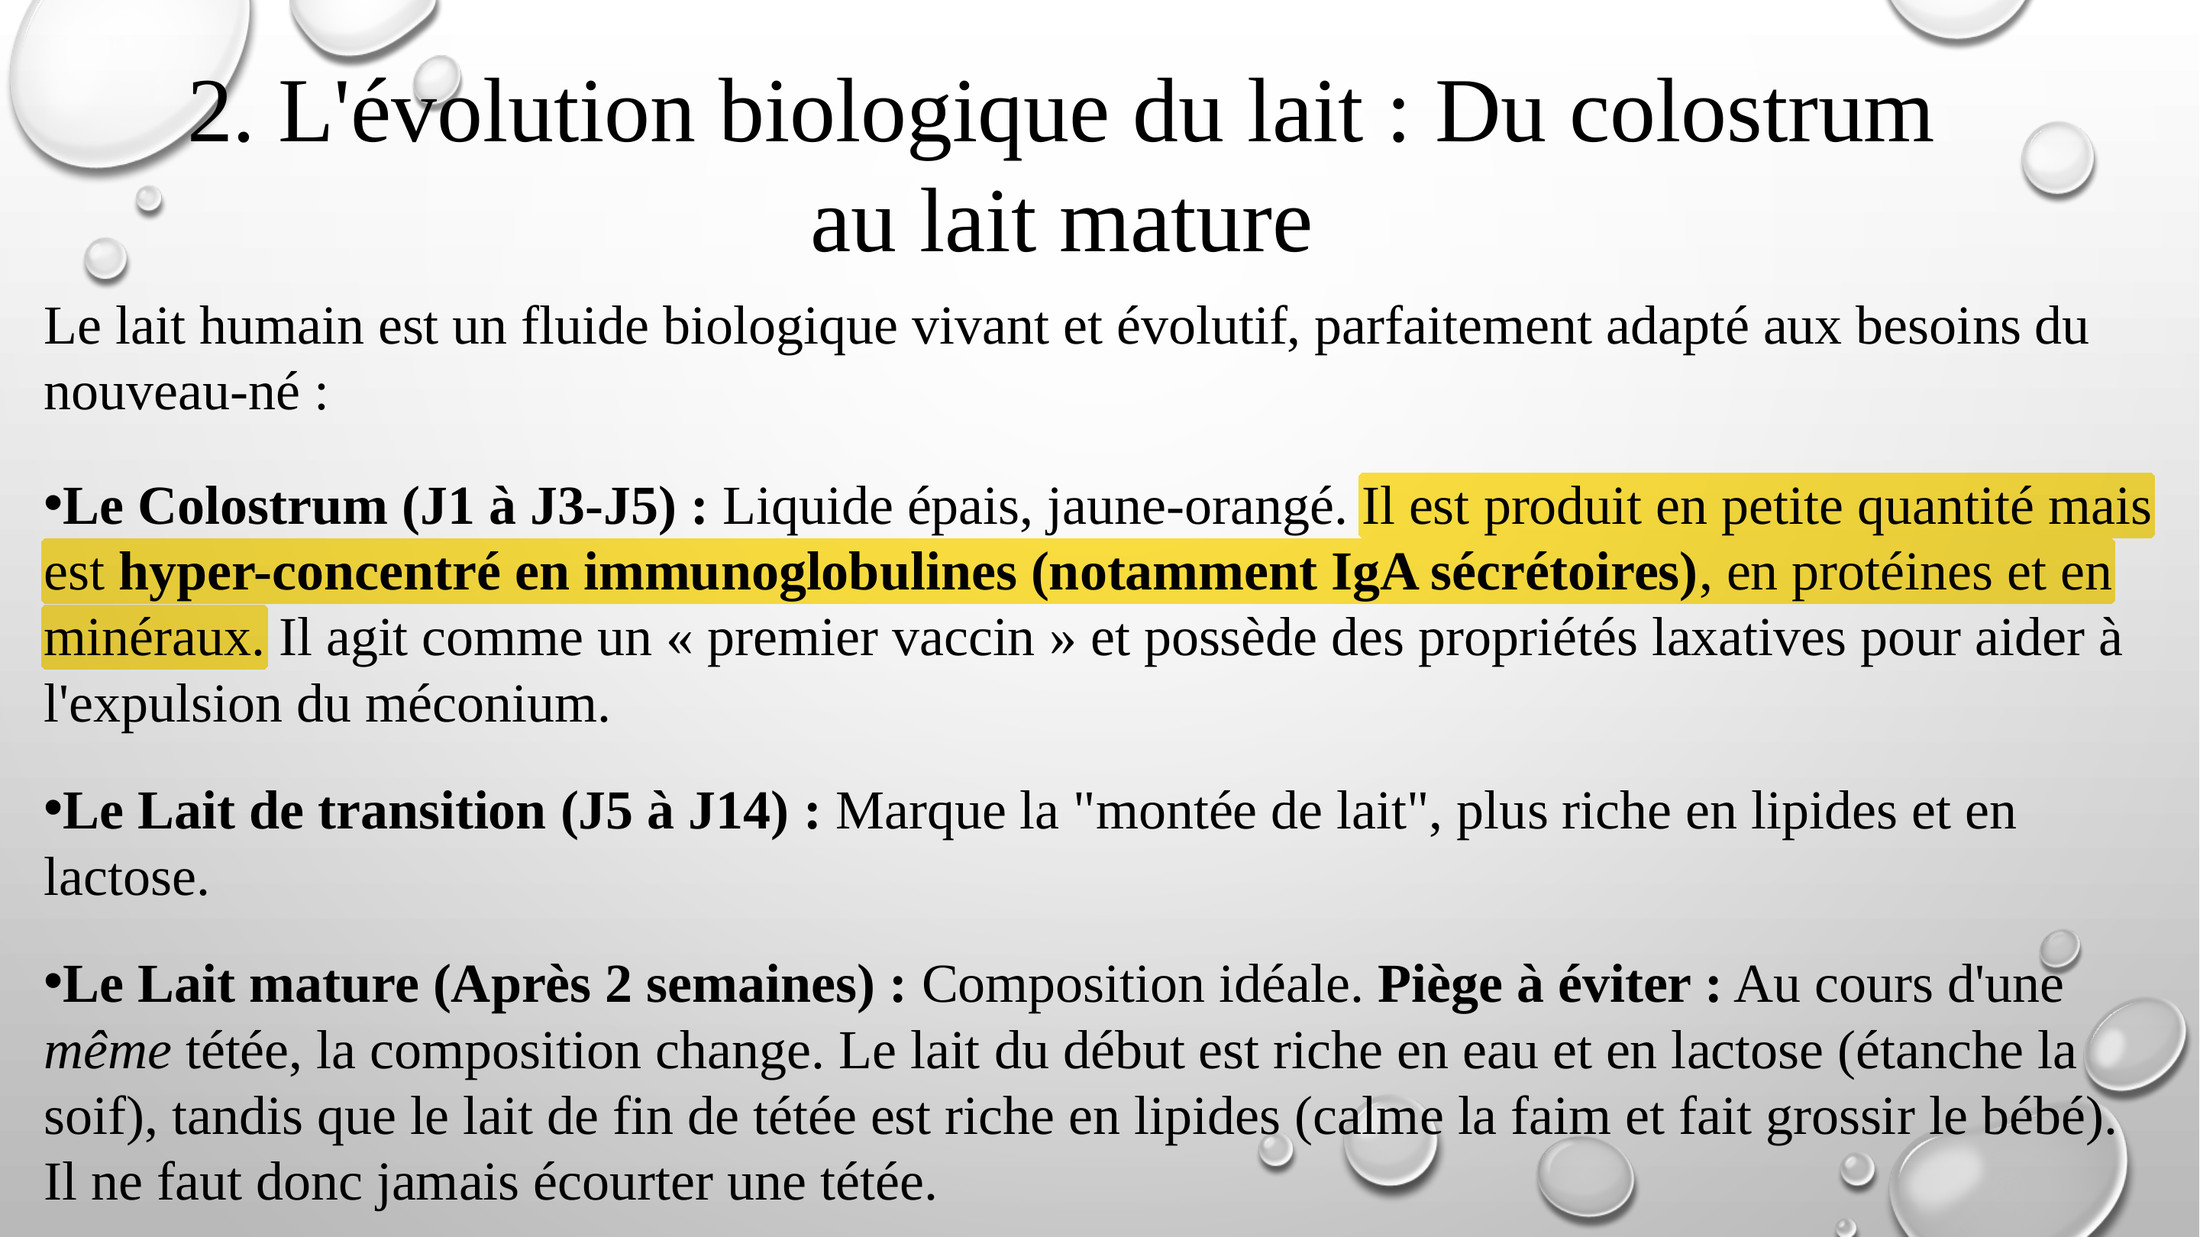 2. L'évolution biologique du lait : Du colostrum
au lait mature
Le lait humain est un fluide biologique vivant et évolutif, parfaitement adapté aux besoins du
nouveau-né :
•Le Colostrum (J1 à J3-J5) : Liquide épais, jaune-orangé. Il est produit en petite quantité mais
est hyper-concentré en immunoglobulines (notamment IgA sécrétoires), en protéines et en
minéraux. Il agit comme un « premier vaccin » et possède des propriétés laxatives pour aider à
l'expulsion du méconium.
•Le Lait de transition (J5 à J14) : Marque la "montée de lait", plus riche en lipides et en
lactose.
•Le Lait mature (Après 2 semaines) : Composition idéale. Piège à éviter : Au cours d'une
même tétée, la composition change. Le lait du début est riche en eau et en lactose (étanche la
soif), tandis que le lait de fin de tétée est riche en lipides (calme la faim et fait grossir le bébé).
Il ne faut donc jamais écourter une tétée.